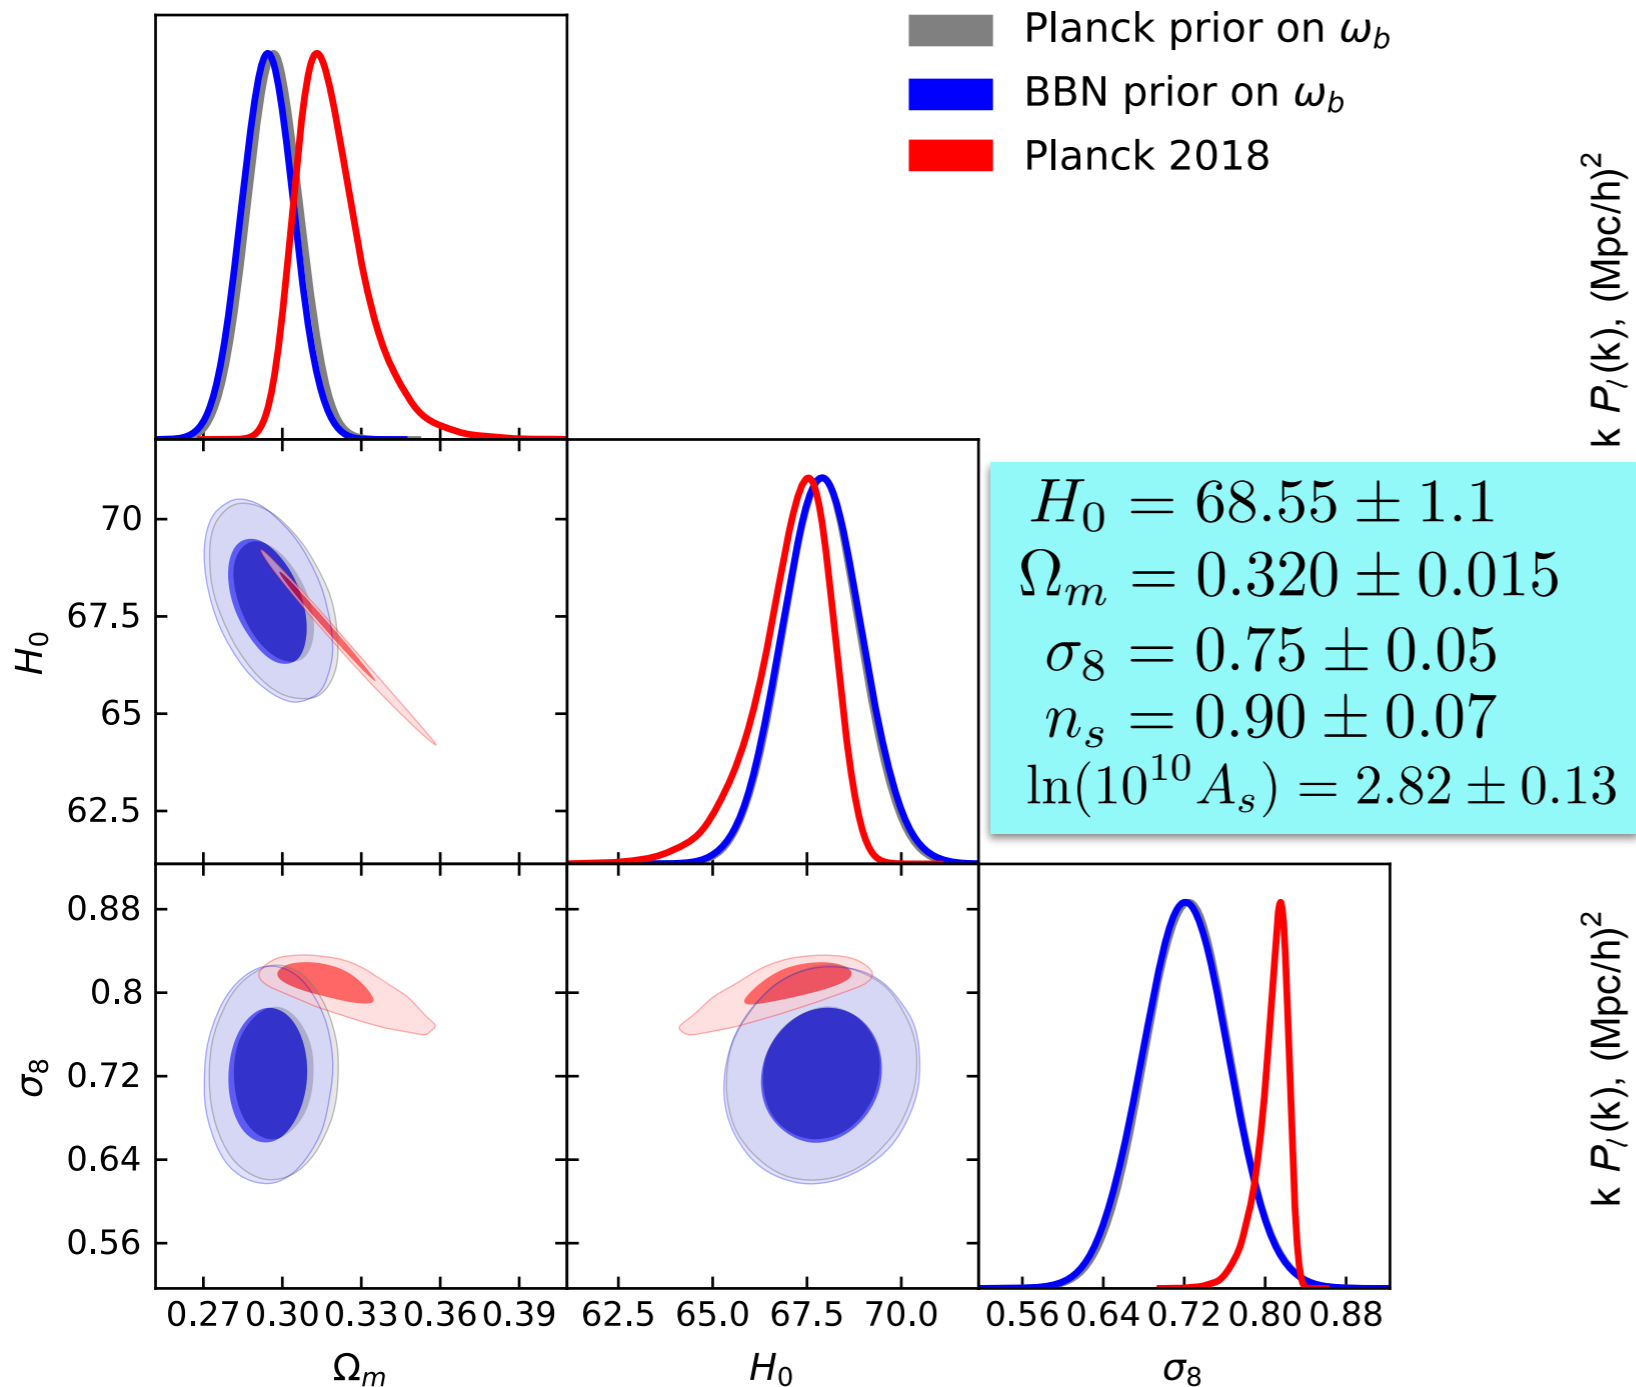 Planck prior on ω_b
BBN prior on ω_b
Planck 2018
k P_l(k), (Mpc/h)^2
H_0 = 68.55 ± 1.1
Ω_m = 0.320 ± 0.015
σ_8 = 0.75 ± 0.05
n_s = 0.90 ± 0.07
ln(10^{10} A_s) = 2.82 ± 0.13
70
67.5
65
62.5
H_0
0.88
0.8
0.72
0.64
0.56
σ_8
k P_l(k), (Mpc/h)^2
0.27 0.30 0.33 0.36 0.39 62.5 65.0 67.5 70.0 0.56 0.64 0.72 0.80 0.88
Ω_m H_0 σ_8